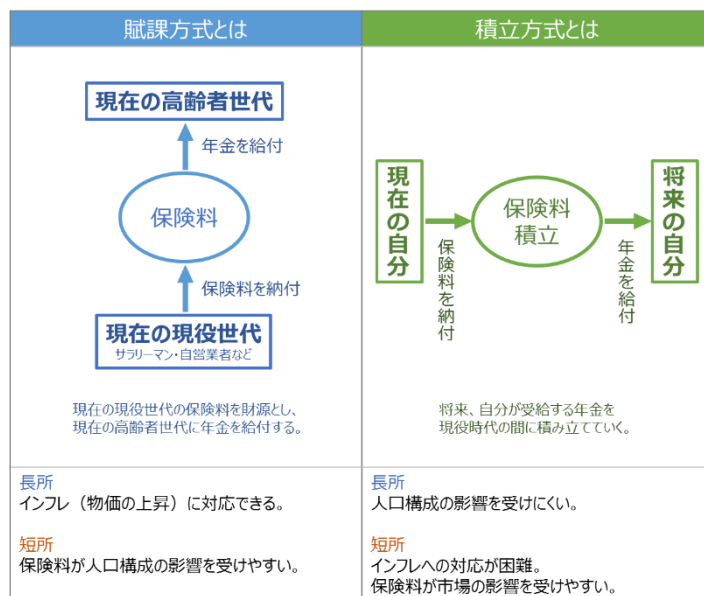 賦課方式とは
現在の高齢者世代
年金を給付
保険料
保険料を納付
現在の現役世代
サラリーマン・自営業者など
現在の現役世代の保険料を財源とし、
現在の高齢者世代に年金を給付する。
長所
インフレ（物価の上昇）に対応できる。
短所
保険料が人口構成の影響を受けやすい。
積立方式とは
現在の自分
保険料を納付
保険料
積立
年金を給付
将来の自分
将来、自分が受給する年金を
現役時代の間に積み立てていく。
長所
人口構成の影響を受けにくい。
短所
インフレへの対応が困難。
保険料が市場の影響を受けやすい。